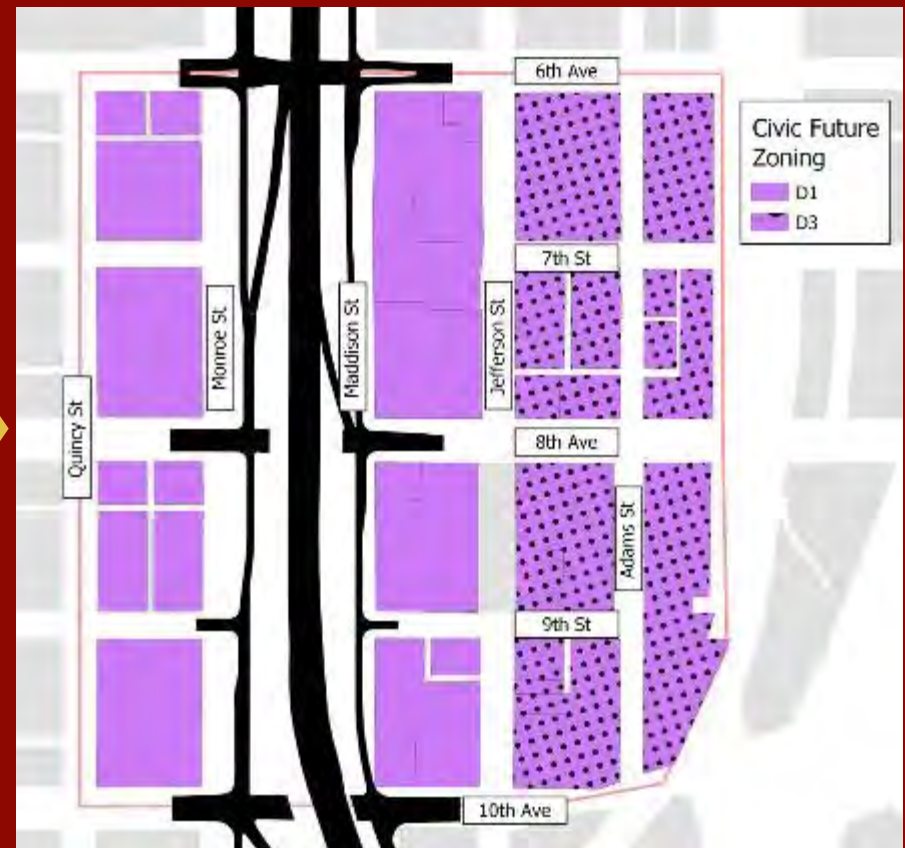 6th Ave
Civic Future
Zoning
D1
D3
7th St
Monroe St
Maddison St
Jefferson St
Quincy St
8th Ave
Adams St
9th St
10th Ave